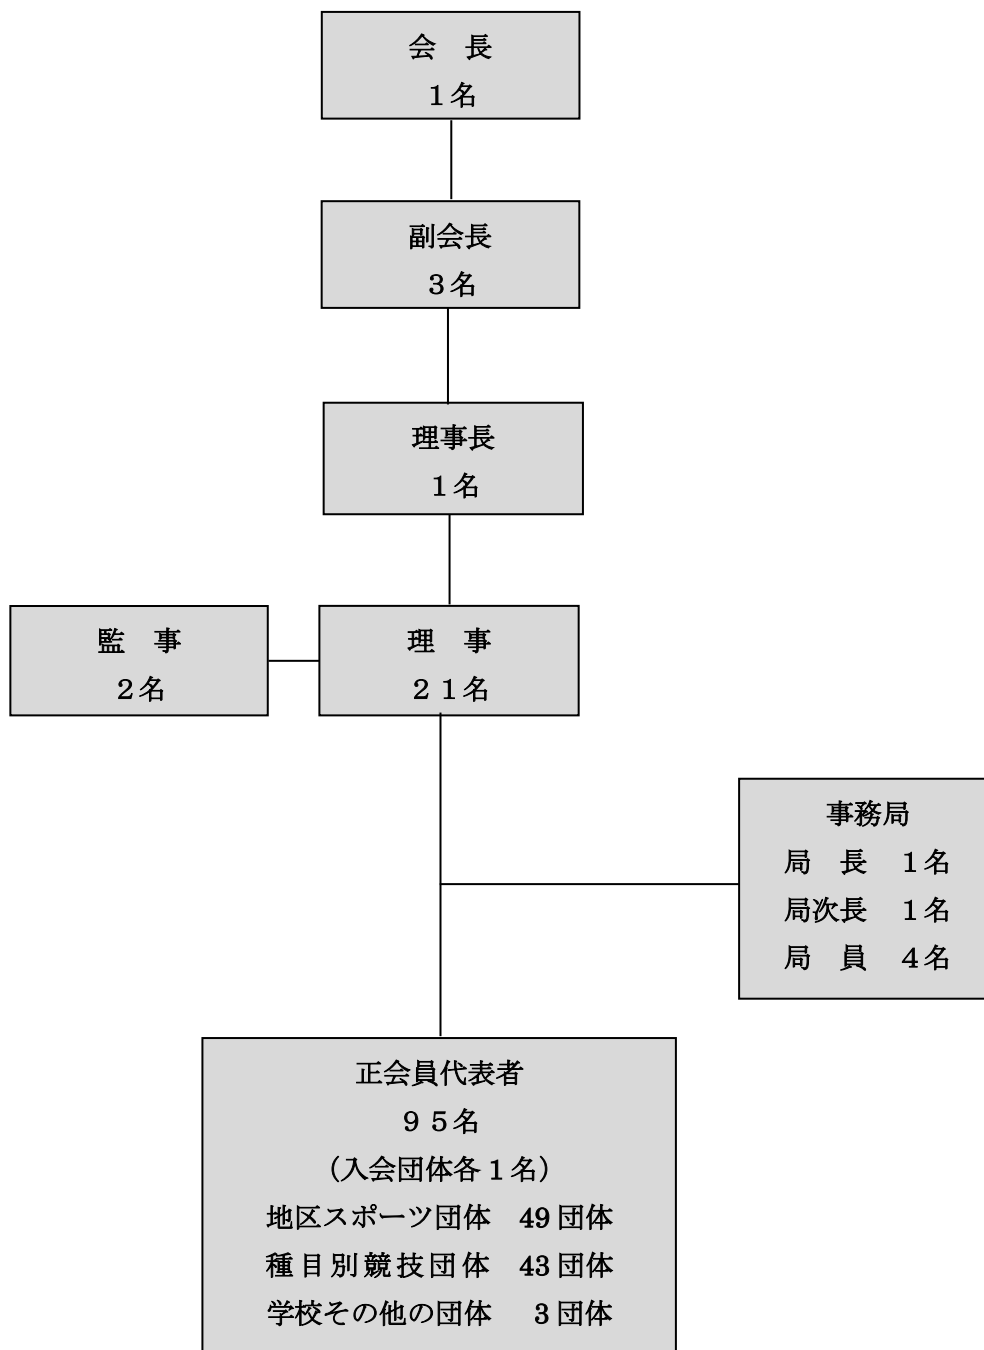 会　長
１名
副会長
３名
理事長
１名
監　事
２名
理　事
２１名
事務局
局　長　１名
局次長　１名
局　員　４名
正会員代表者
９５名
（入会団体各１名）
地区スポーツ団体　49団体
種目別競技団体　43団体
学校その他の団体　3団体